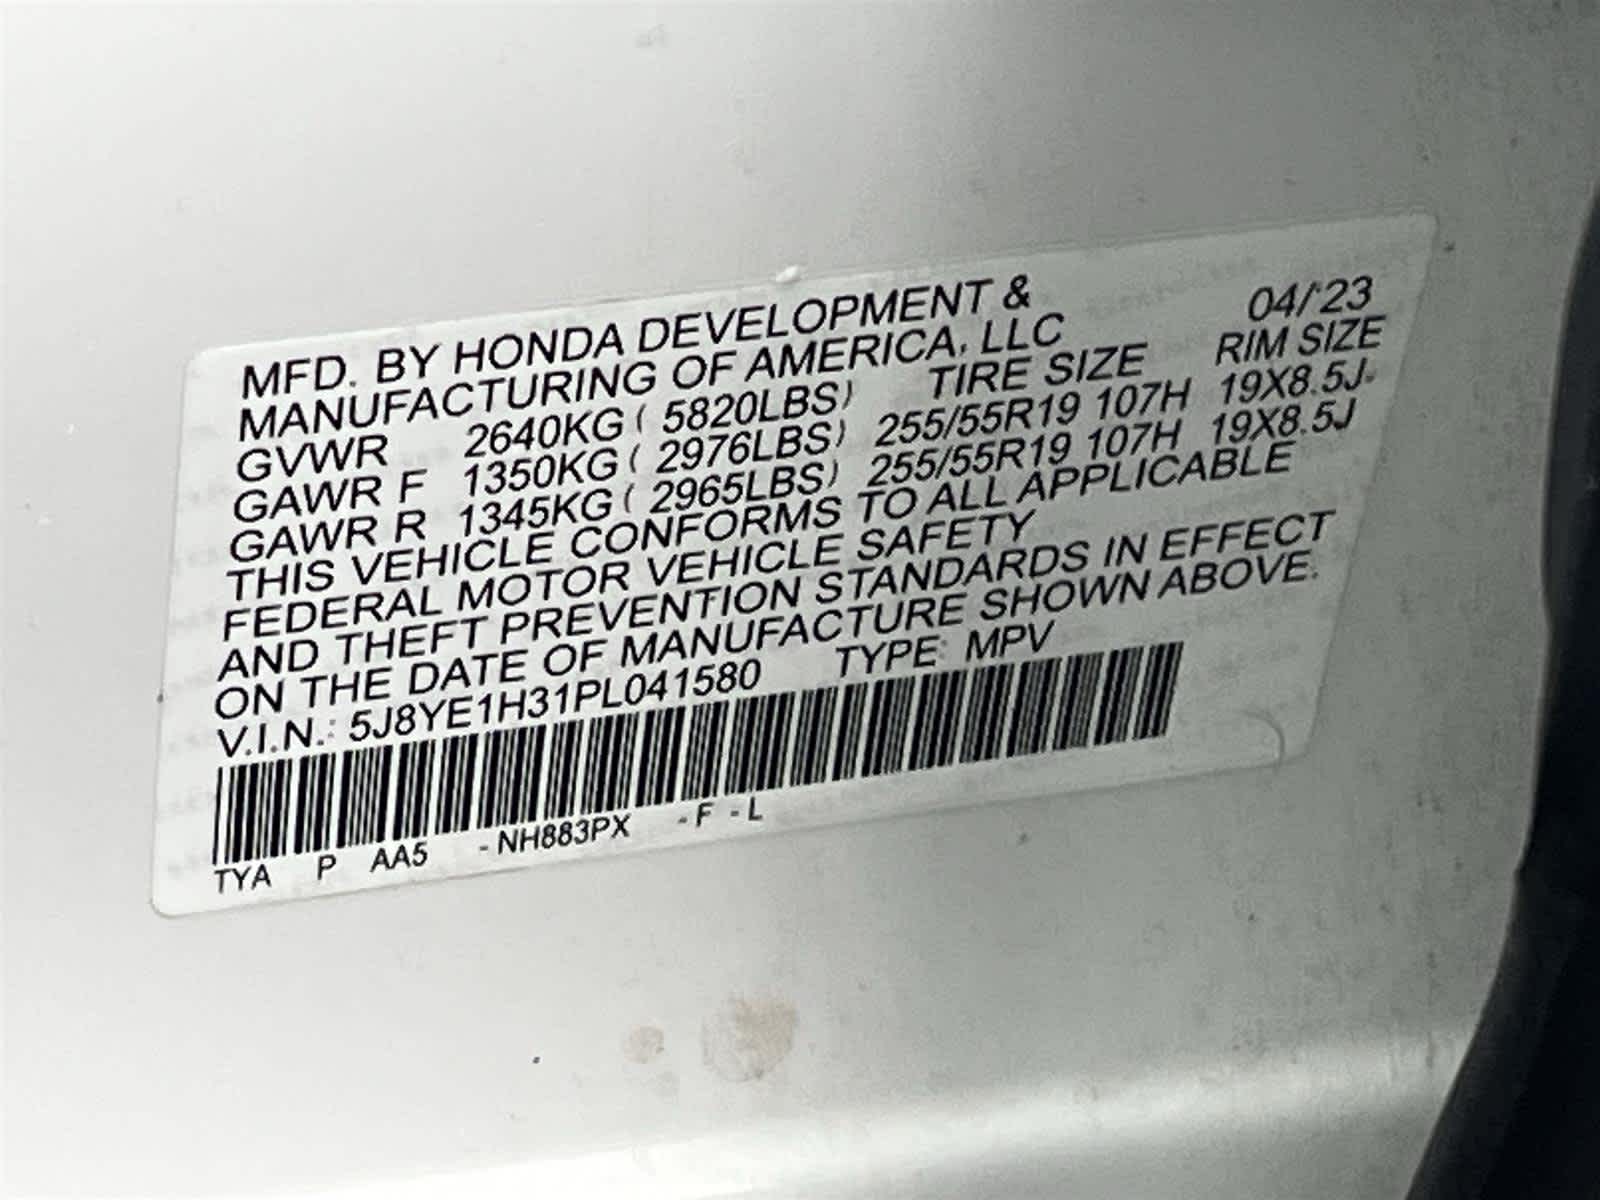 MFD. BY HONDA DEVELOPMENT & 04/23
MANUFACTURING OF AMERICA, LLC
GVWR 2640KG ( 5820LBS) TIRE SIZE RIM SIZE
GAWR F 1350KG ( 2976LBS) 255/55R19 107H 19X8.5J
GAWR R 1345KG ( 2965LBS) 255/55R19 107H 19X8.5J
THIS VEHICLE CONFORMS TO ALL APPLICABLE
FEDERAL MOTOR VEHICLE SAFETY
AND THEFT PREVENTION STANDARDS IN EFFECT
ON THE DATE OF MANUFACTURE SHOWN ABOVE.
V.I.N.: 5J8YE1H31PL041580 TYPE: MPV
TYA P AA5 -NH883PX -F -L